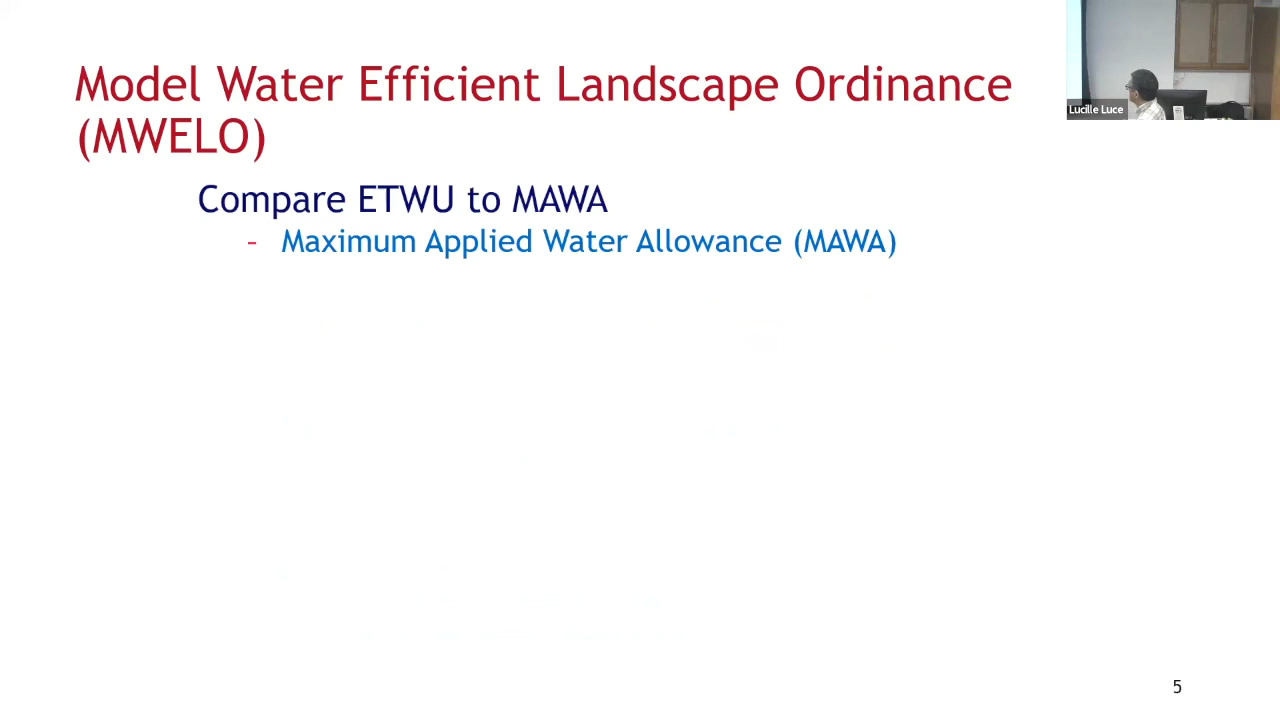 Model Water Efficient Landscape Ordinance
(MWELO)
Compare ETWU to MAWA
- Maximum Applied Water Allowance (MAWA)
Lucille Luce
5